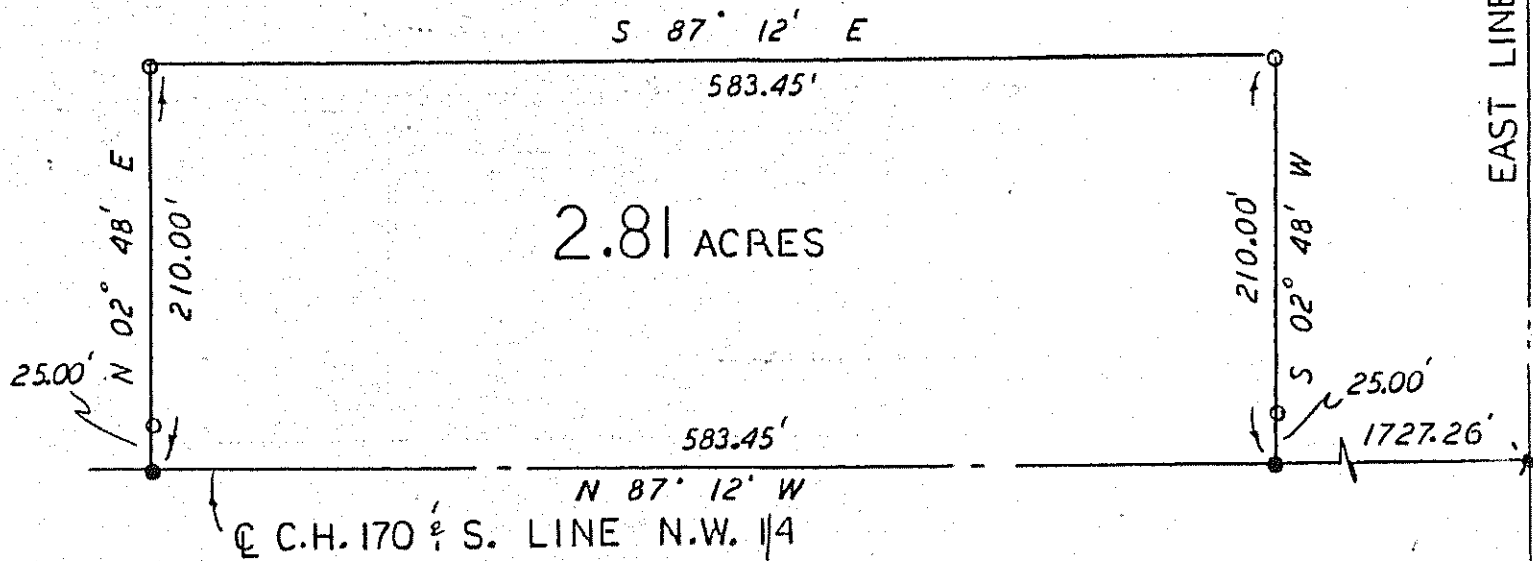 S 87° 12' E
583.45'
EAST LINE
N 02° 48' E
210.00'
2.81 ACRES
210.00'
S 02° 48' W
25.00'
25.00'
583.45'
1727.26'
N 87° 12' W
℄ C.H. 170 & S. LINE N.W. 1/4